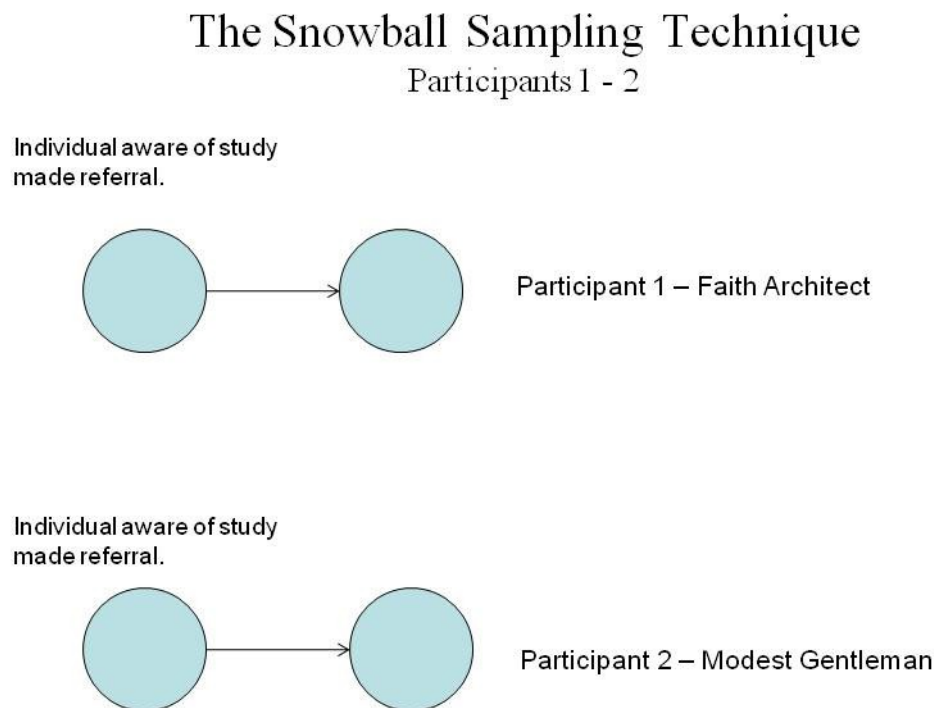 The Snowball Sampling Technique
Participants 1 - 2
Individual aware of study
made referral.
Participant 1 – Faith Architect
Individual aware of study
made referral.
Participant 2 – Modest Gentleman